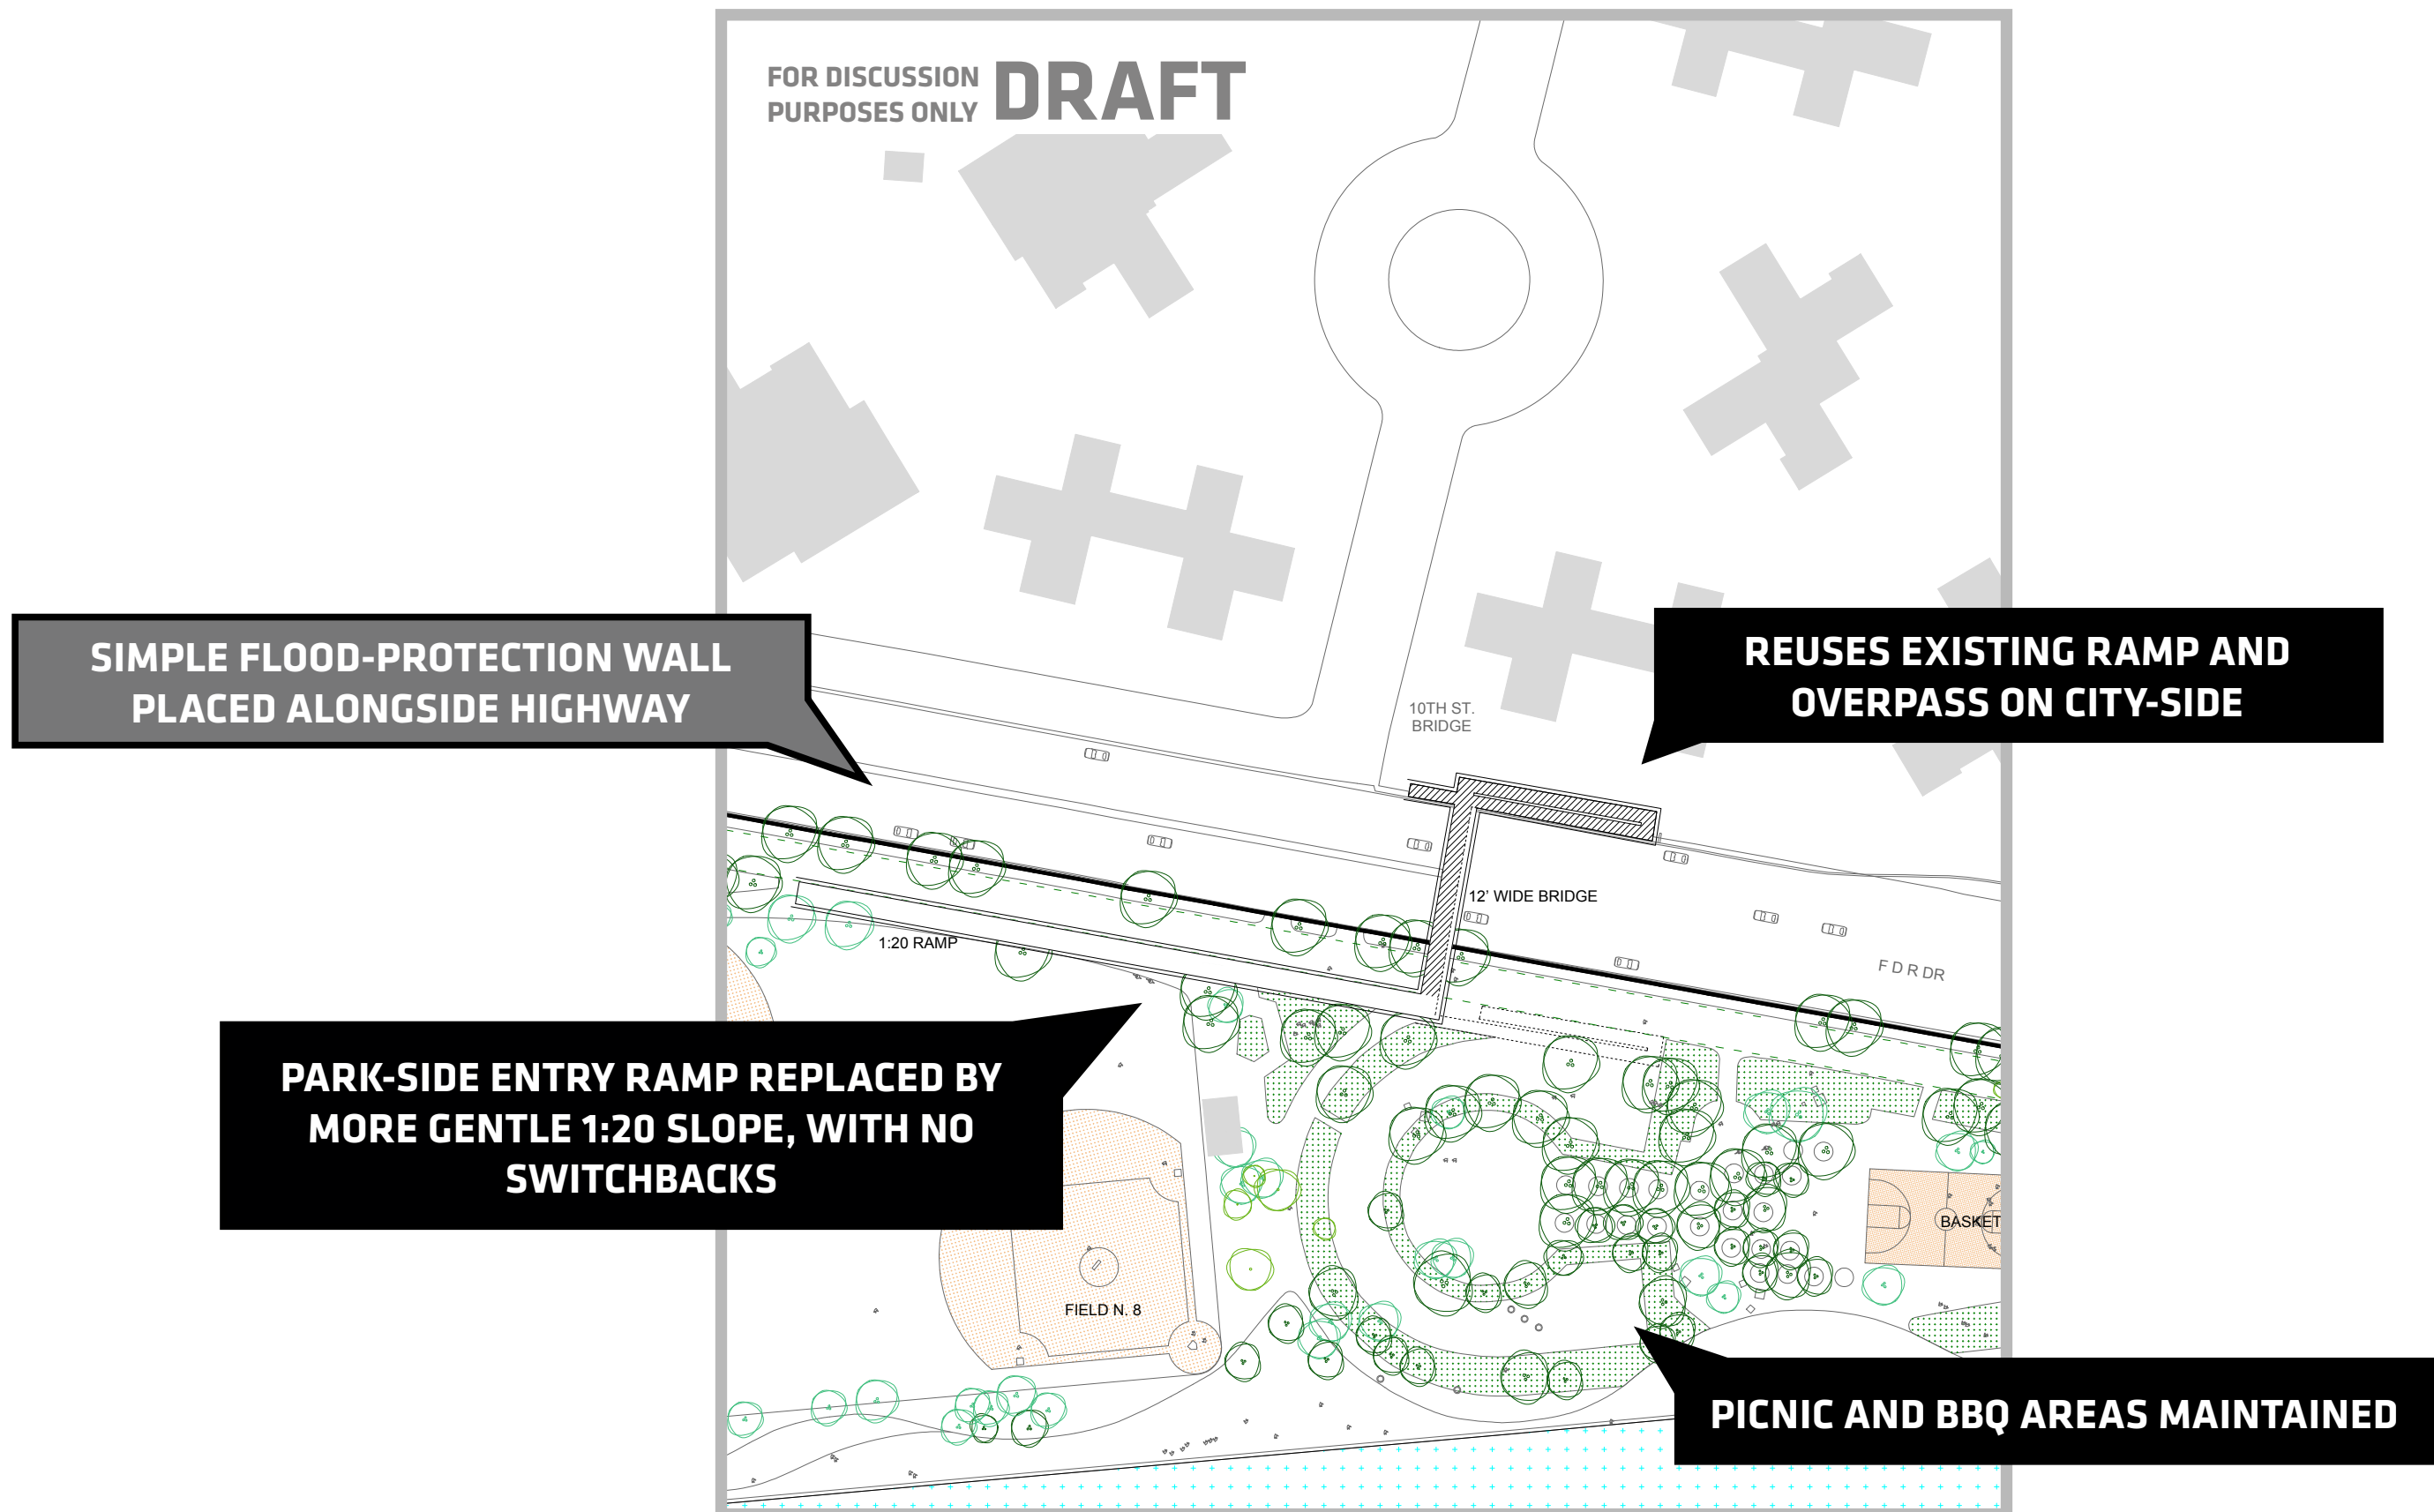 FOR DISCUSSION
PURPOSES ONLY
DRAFT
SIMPLE FLOOD-PROTECTION WALL
PLACED ALONGSIDE HIGHWAY
REUSES EXISTING RAMP AND
OVERPASS ON CITY-SIDE
10TH ST.
BRIDGE
12' WIDE BRIDGE
1:20 RAMP
F D R DR
PARK-SIDE ENTRY RAMP REPLACED BY
MORE GENTLE 1:20 SLOPE, WITH NO
SWITCHBACKS
BASKET
FIELD N. 8
PICNIC AND BBQ AREAS MAINTAINED